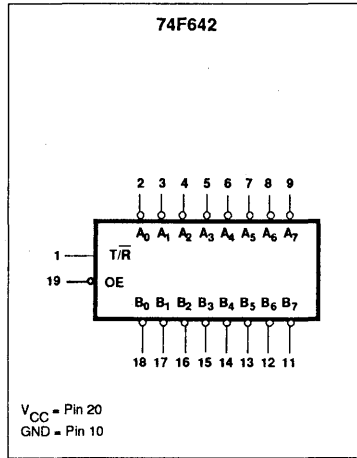 74F642
2 3 4 5 6 7 8 9
A0 A1 A2 A3 A4 A5 A6 A7
1 T/R̅
19 OE
B0 B1 B2 B3 B4 B5 B6 B7
18 17 16 15 14 13 12 11
VCC = Pin 20
GND = Pin 10